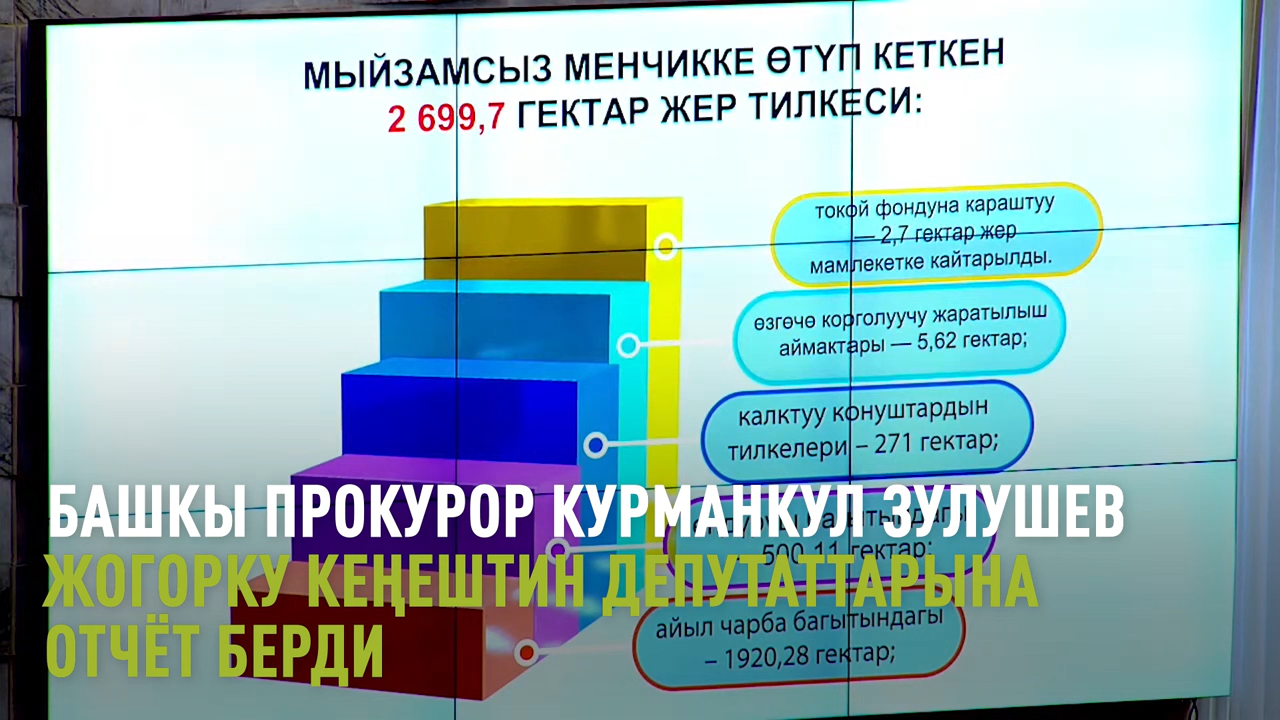 МЫЙЗАМСЫЗ МЕНЧИККЕ ӨТҮП КЕТКЕН
2 699,7 ГЕКТАР ЖЕР ТИЛКЕСИ:
токой фондуна караштуу
— 2,7 гектар жер
мамлекетке кайтарылды.
өзгөчө корголуучу жаратылыш
аймактары — 5,62 гектар;
калктуу конуштардын
тилкелери – 271 гектар;
багытындагы
500,11 гектар;
айыл чарба багытындагы
– 1920,28 гектар;
БАШКЫ ПРОКУРОР КУРМАНКУЛ ЗУЛУШЕВ
ЖОГОРКУ КЕҢЕШТИН ДЕПУТАТТАРЫНА
ОТЧЁТ БЕРДИ